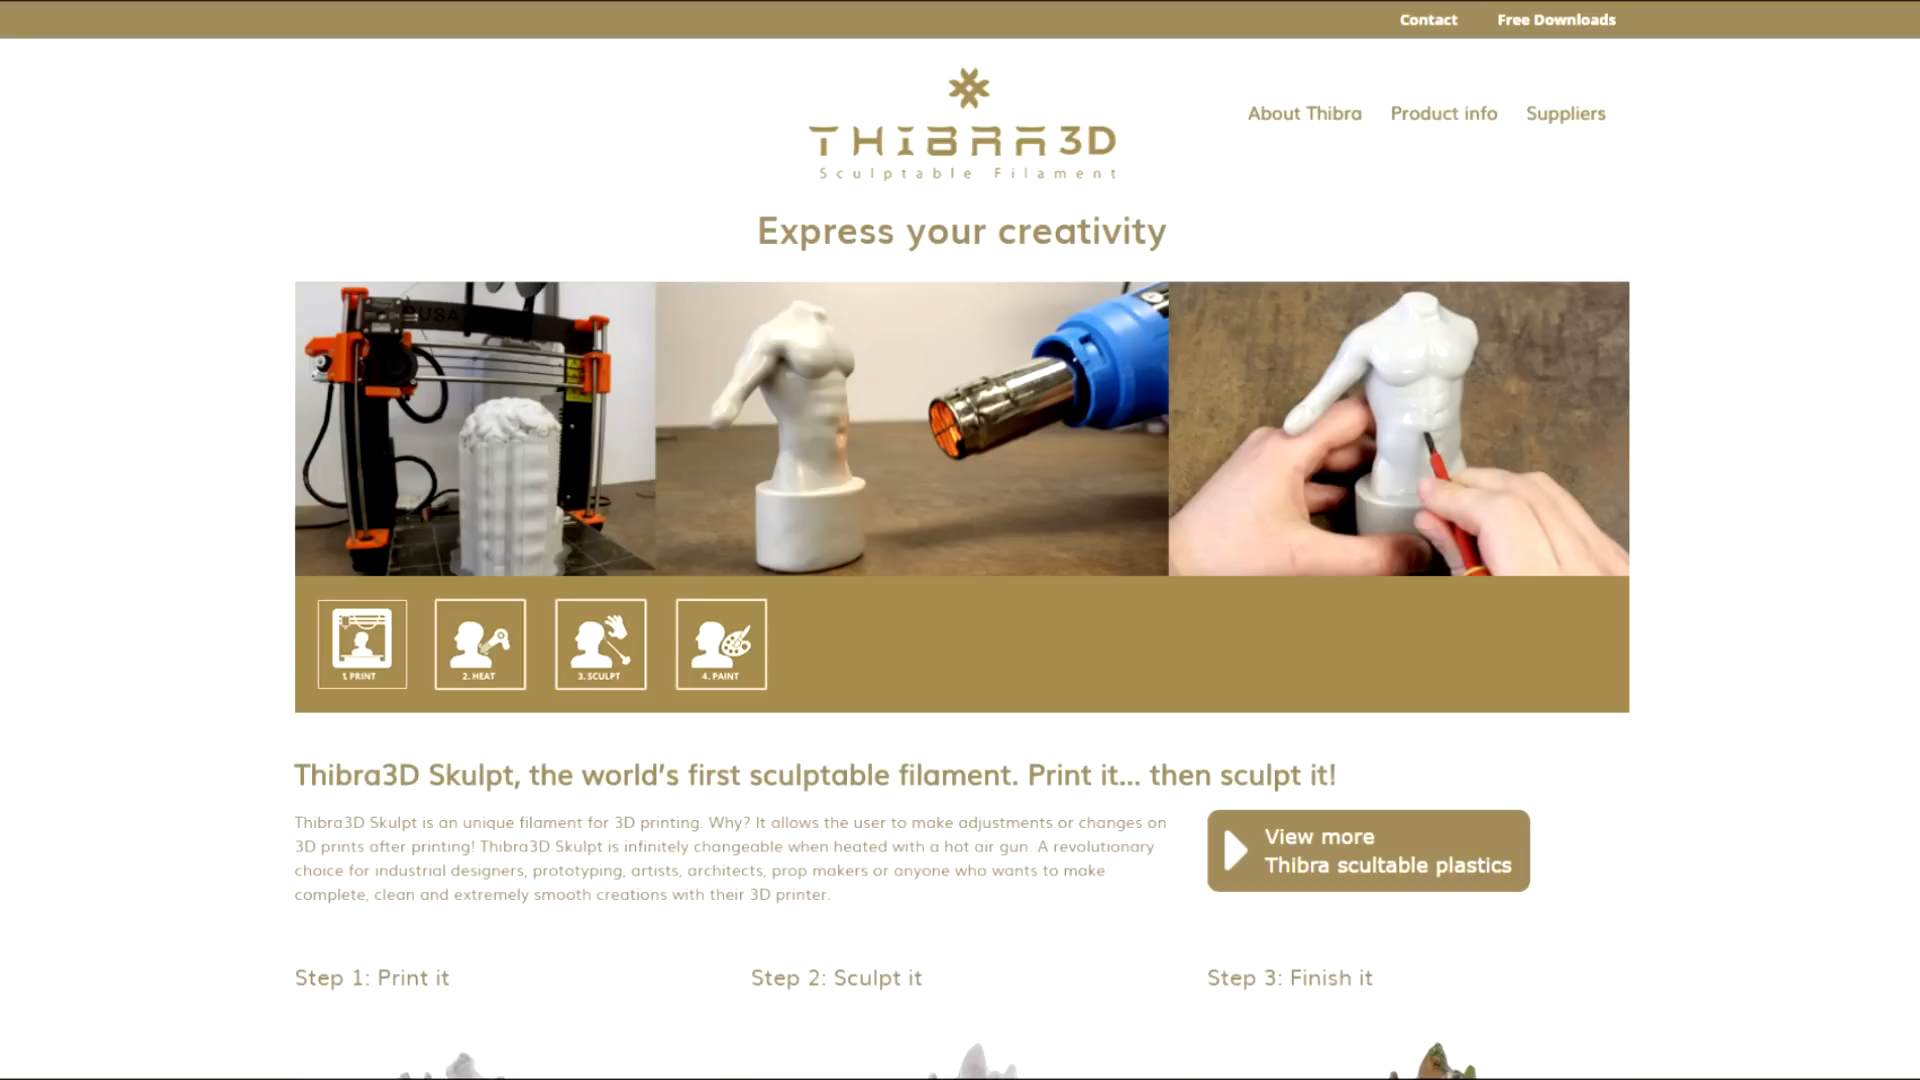 Contact Free Downloads
THIBRA3D
Sculptable Filament
About Thibra Product info Suppliers
Express your creativity
1. PRINT
2. HEAT
3. SCULPT
4. PAINT
Thibra3D Skulpt, the world's first sculptable filament. Print it... then sculpt it!
Thibra3D Skulpt is an unique filament for 3D printing. Why? It allows the user to make adjustments or changes on
3D prints after printing! Thibra3D Skulpt is infinitely changeable when heated with a hot air gun. A revolutionary
choice for industrial designers, prototyping, artists, architects, prop makers or anyone who wants to make
complete, clean and extremely smooth creations with their 3D printer.
View more
Thibra scultable plastics
Step 1: Print it
Step 2: Sculpt it
Step 3: Finish it